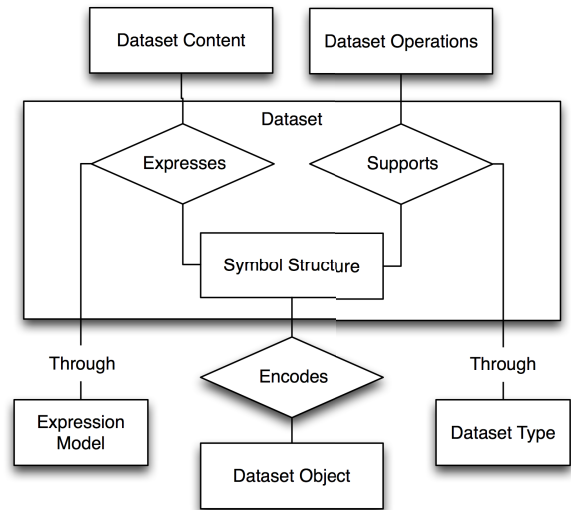 Dataset Content
Dataset Operations
Dataset
Expresses
Supports
Symbol Structure
Through
Encodes
Through
Expression
Model
Dataset Type
Dataset Object